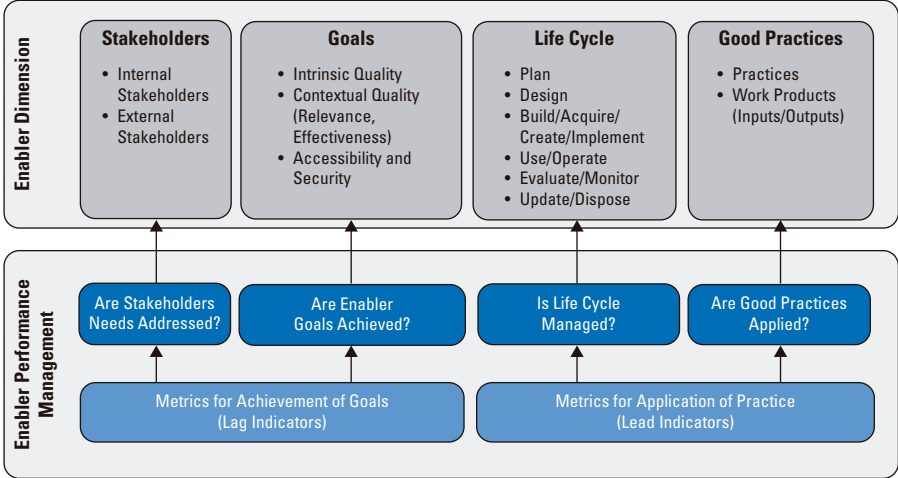 Enabler Dimension
Stakeholders
• Internal
Stakeholders
• External
Stakeholders
Goals
• Intrinsic Quality
• Contextual Quality
(Relevance,
Effectiveness)
• Accessibility and
Security
Life Cycle
• Plan
• Design
• Build/Acquire/
Create/Implement
• Use/Operate
• Evaluate/Monitor
• Update/Dispose
Good Practices
• Practices
• Work Products
(Inputs/Outputs)
Enabler Performance
Management
Are Stakeholders
Needs Addressed?
Are Enabler
Goals Achieved?
Is Life Cycle
Managed?
Are Good Practices
Applied?
Metrics for Achievement of Goals
(Lag Indicators)
Metrics for Application of Practice
(Lead Indicators)